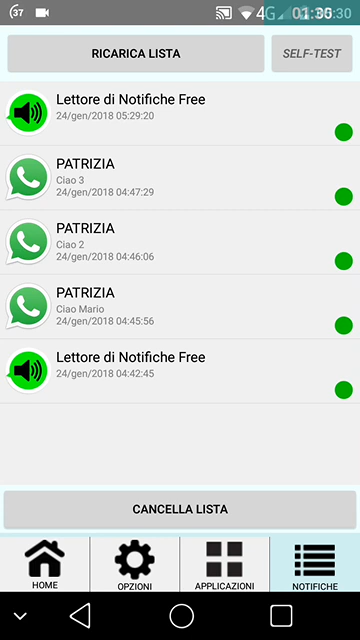 37
4G
RICARICA LISTA
SELF-TEST
Lettore di Notifiche Free
24/gen/2018 05:29:20
PATRIZIA
Ciao 3
24/gen/2018 04:47:29
PATRIZIA
Ciao 2
24/gen/2018 04:46:06
PATRIZIA
Ciao Mario
24/gen/2018 04:45:56
Lettore di Notifiche Free
24/gen/2018 04:42:45
CANCELLA LISTA
HOME
OPZIONI
APPLICAZIONI
NOTIFICHE